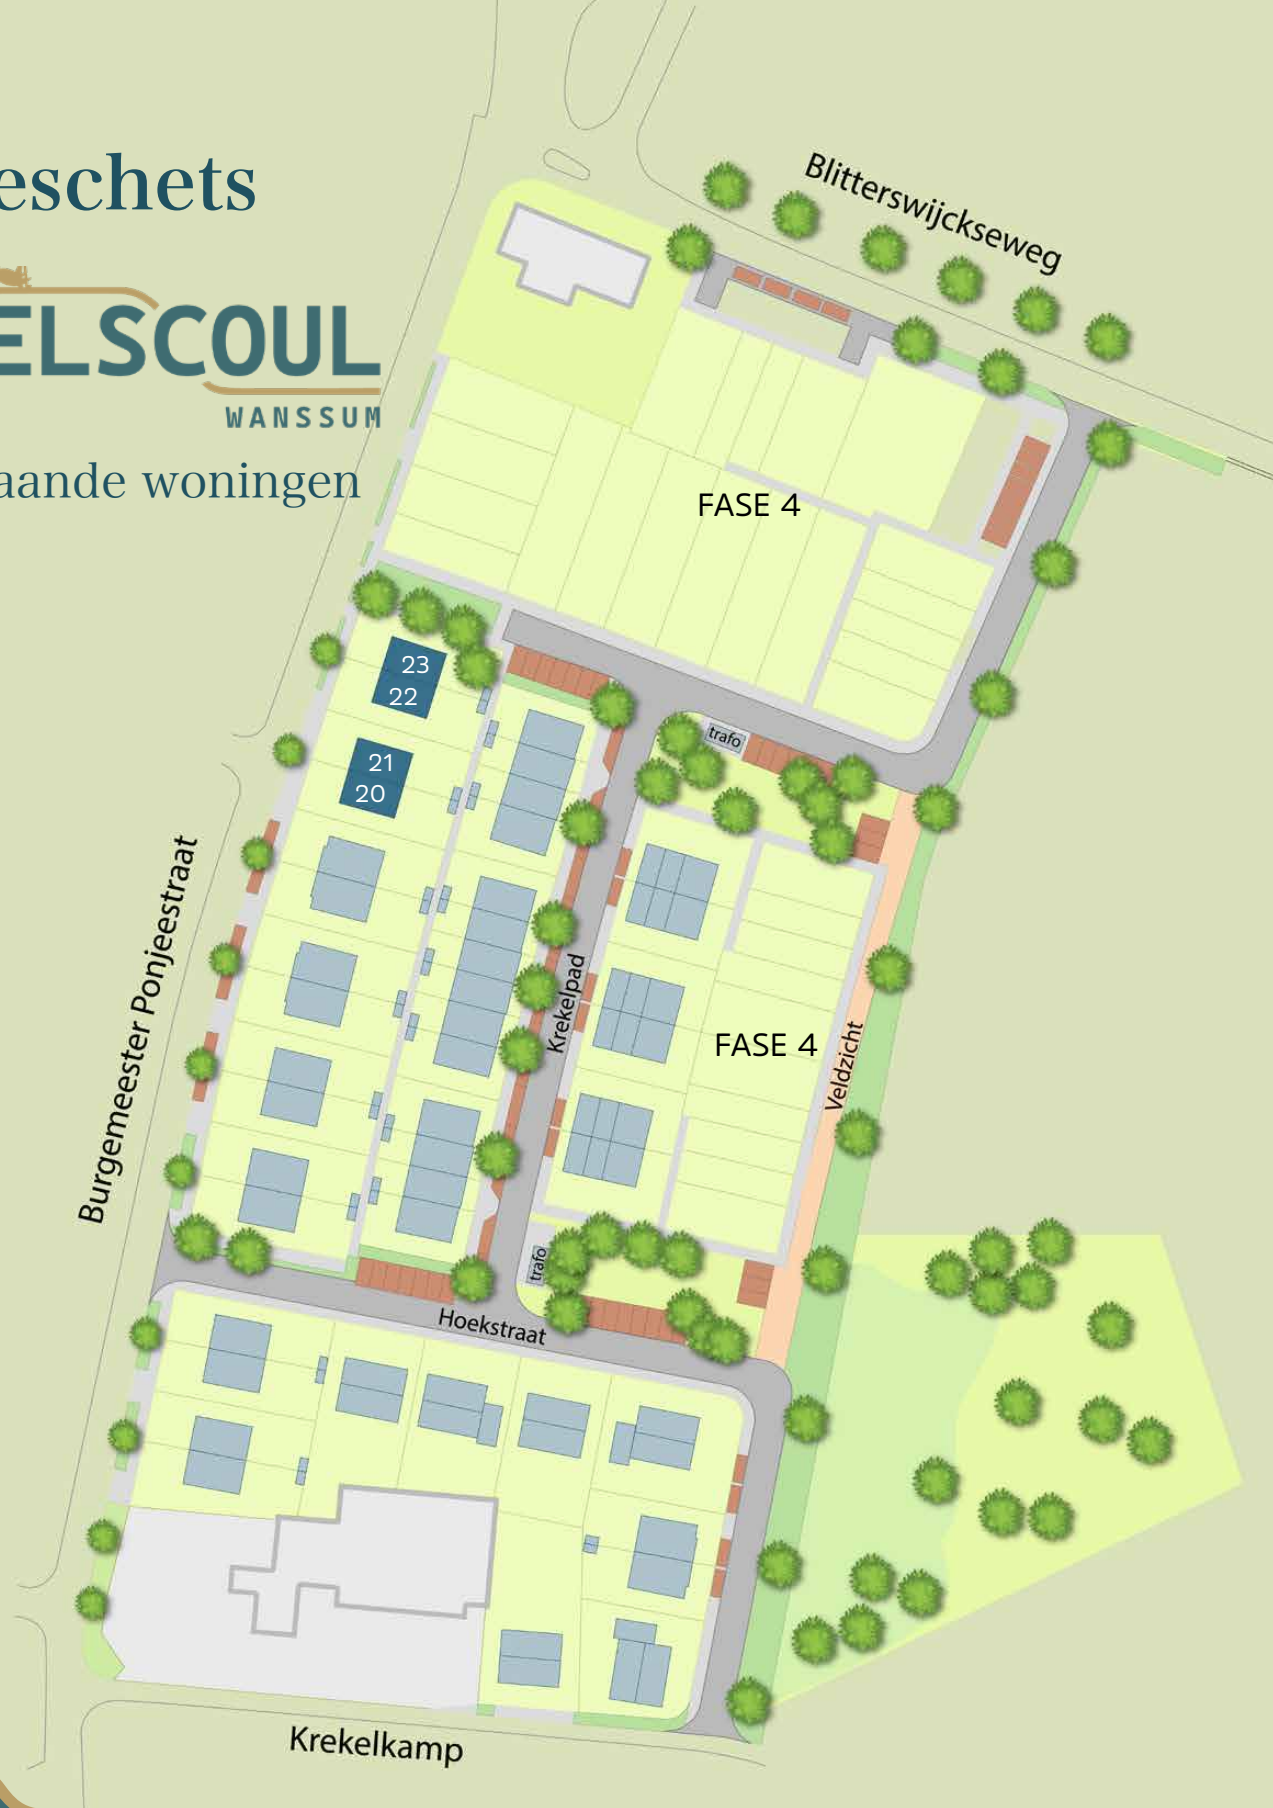 eschets
ELSCOUL
WANSSUM
aande woningen
Blitterswijckseweg
FASE 4
23
22
21
20
trafo
Burgemeester Ponjeestraat
Krekelpad
FASE 4
Veldzicht
trafo
Hoekstraat
Krekelkamp